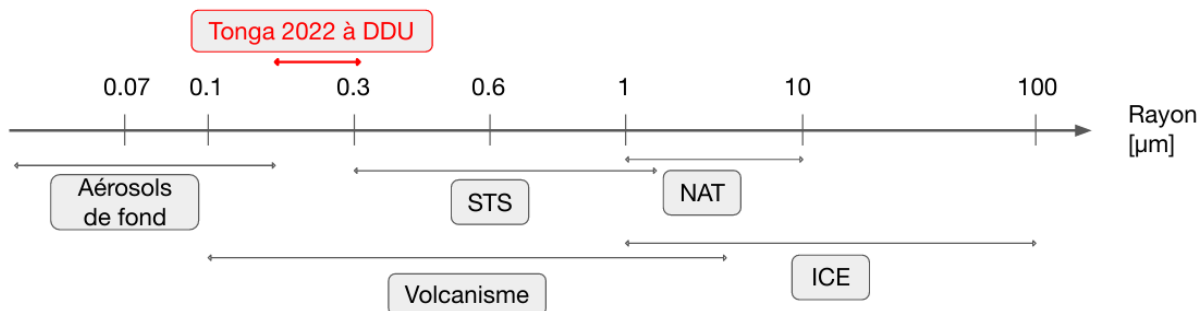 Tonga 2022 à DDU
0.07 0.1 0.3 0.6 1 10 100
Rayon
[µm]
Aérosols
de fond
STS
NAT
Volcanisme
ICE